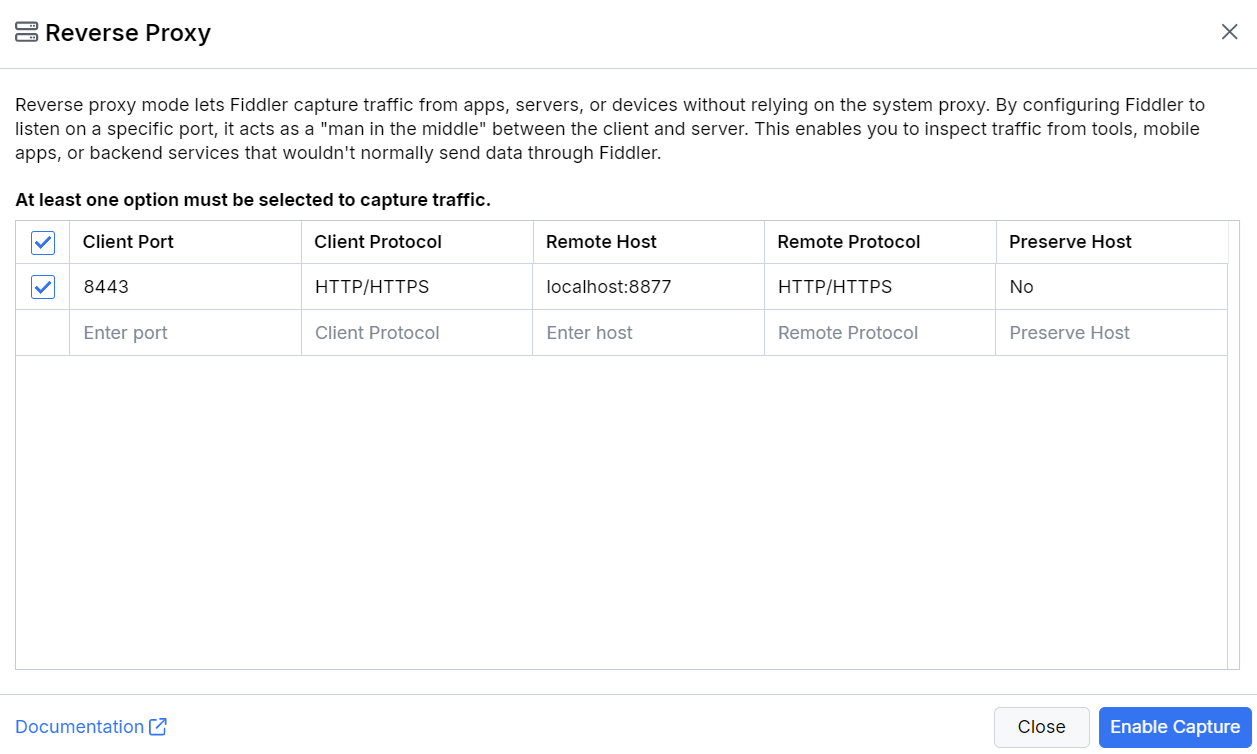 Reverse Proxy
Reverse proxy mode lets Fiddler capture traffic from apps, servers, or devices without relying on the system proxy. By configuring Fiddler to
listen on a specific port, it acts as a "man in the middle" between the client and server. This enables you to inspect traffic from tools, mobile
apps, or backend services that wouldn't normally send data through Fiddler.
At least one option must be selected to capture traffic.
Client Port Client Protocol Remote Host Remote Protocol Preserve Host
8443 HTTP/HTTPS localhost:8877 HTTP/HTTPS No
Enter port Client Protocol Enter host Remote Protocol Preserve Host
Documentation Close Enable Capture